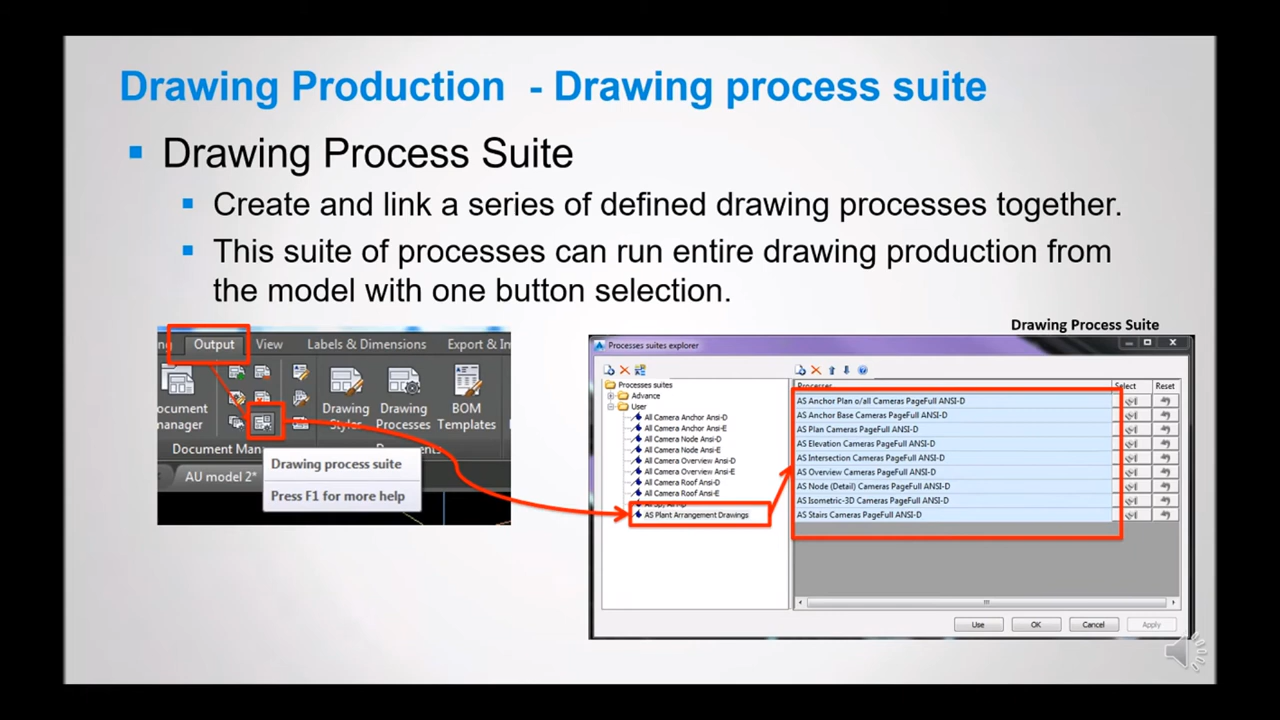 Drawing Production - Drawing process suite
Drawing Process Suite
Create and link a series of defined drawing processes together.
This suite of processes can run entire drawing production from
the model with one button selection.
Output View Labels & Dimensions Export & Im
ocument
anager
Drawing
Styles
Drawing
Processes
BOM
Templates
Document Man
AU model 2*
Drawing process suite
Press F1 for more help
Drawing Process Suite
Processes suites explorer
Processes suites
Advance
User
All Camera Anchor Ansi-D
All Camera Anchor Ansi-E
All Camera Node Ansi-D
All Camera Node Ansi-E
All Camera Overview Ansi-D
All Camera Overview Ansi-E
All Camera Roof Ansi-D
All Camera Roof Ansi-E
AS Plant Arrangement Drawings
Processes Select Reset
AS Anchor Plan o/all Cameras PageFull ANSI-D
AS Anchor Base Cameras PageFull ANSI-D
AS Plan Cameras PageFull ANSI-D
AS Elevation Cameras PageFull ANSI-D
AS Intersection Cameras PageFull ANSI-D
AS Overview Cameras PageFull ANSI-D
AS Node (Detail) Cameras PageFull ANSI-D
AS Isometric-3D Cameras PageFull ANSI-D
AS Stairs Cameras PageFull ANSI-D
Use OK Cancel Apply